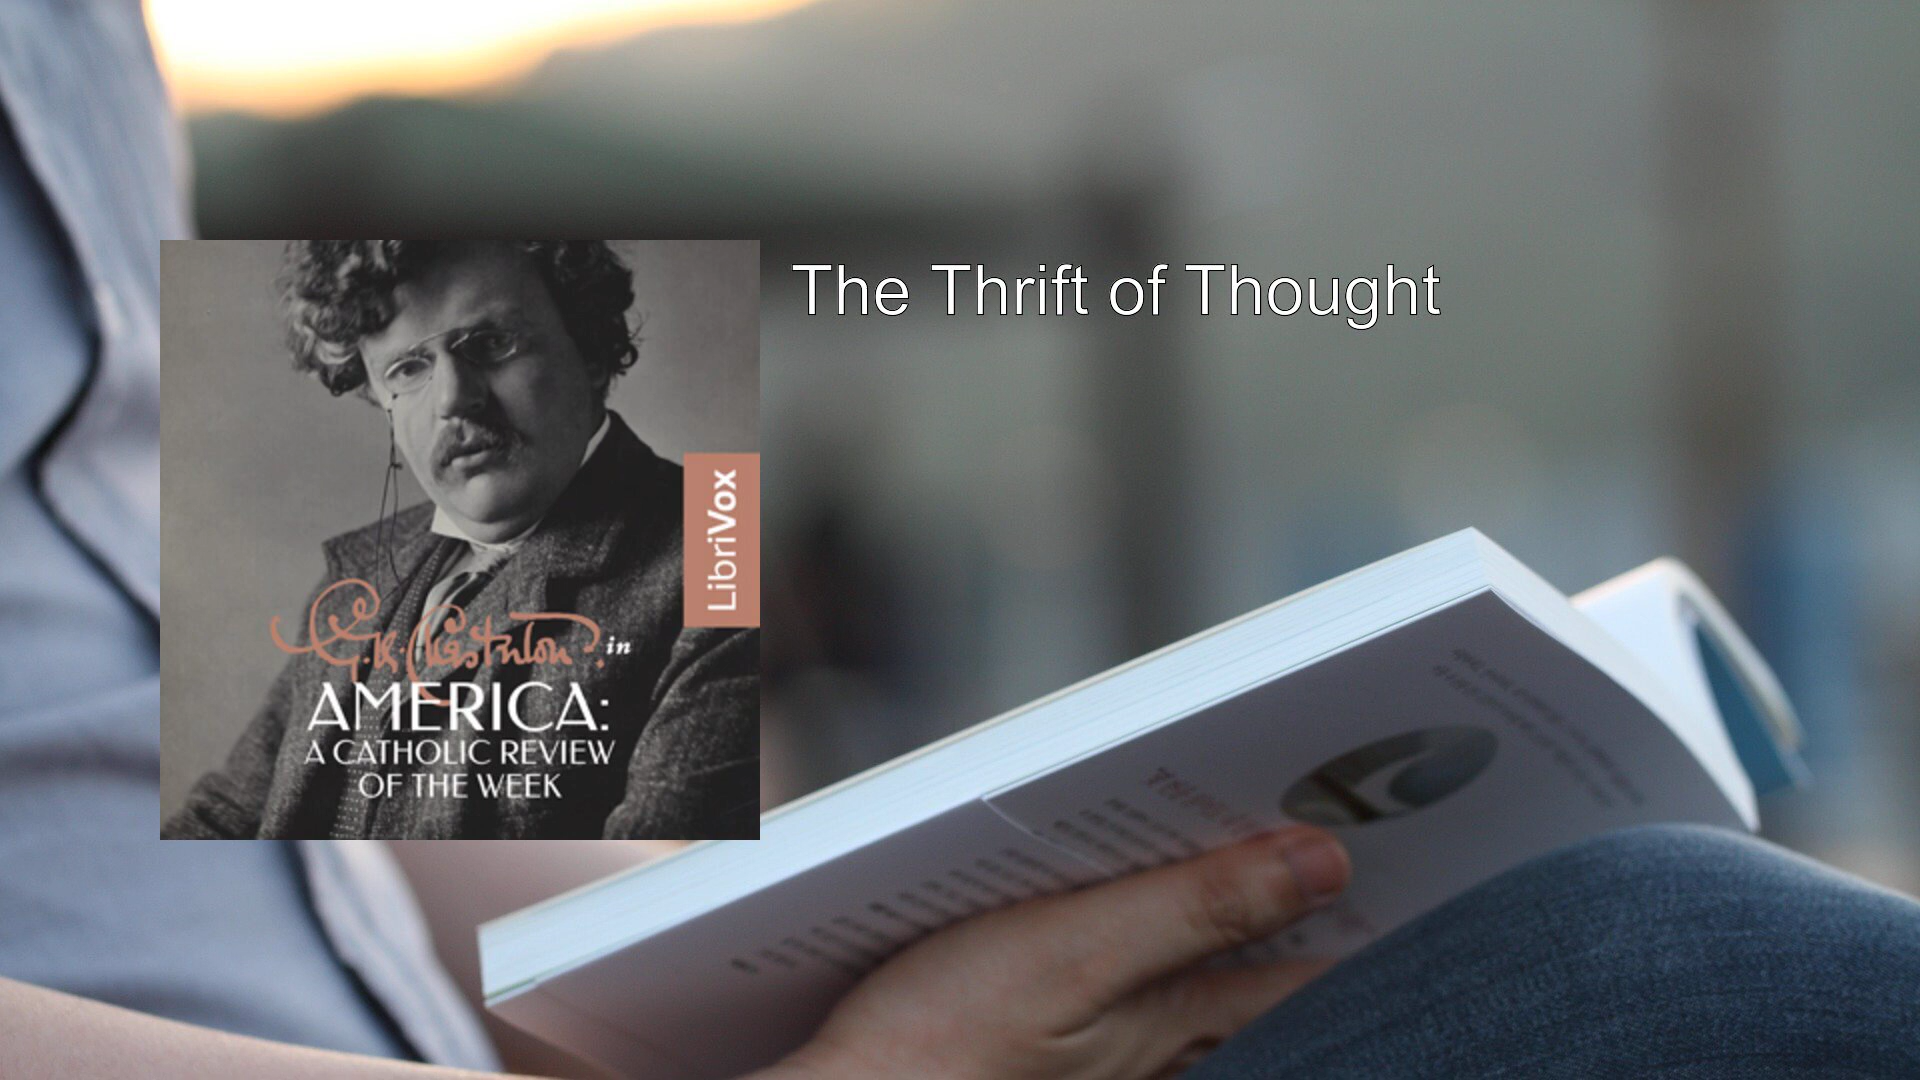 The Thrift of Thought
LibriVox
G.K. Chesterton in
AMERICA:
A CATHOLIC REVIEW
OF THE WEEK